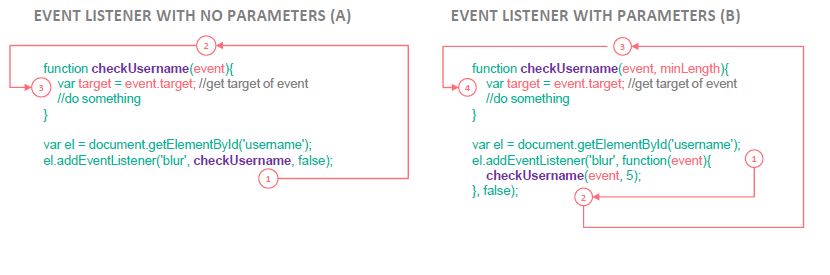 EVENT LISTENER WITH NO PARAMETERS (A)
2
function checkUsername(event){
3
var target = event.target; //get target of event
//do something
}
var el = document.getElementById('username');
el.addEventListener('blur', checkUsername, false);
1
EVENT LISTENER WITH PARAMETERS (B)
3
function checkUsername(event, minLength){
4
var target = event.target; //get target of event
//do something
}
var el = document.getElementById('username');
el.addEventListener('blur', function(event){
1
checkUsername(event, 5);
2
}, false);